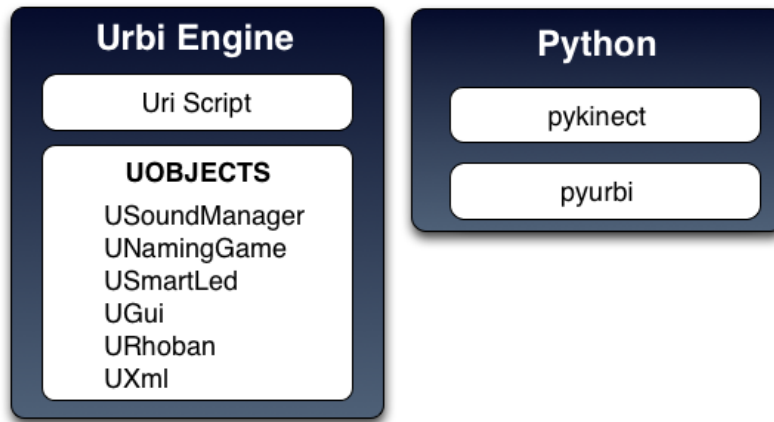 Urbi Engine
Uri Script
UOBJECTS
USoundManager
UNamingGame
USmartLed
UGui
URhoban
UXml
Python
pykinect
pyurbi